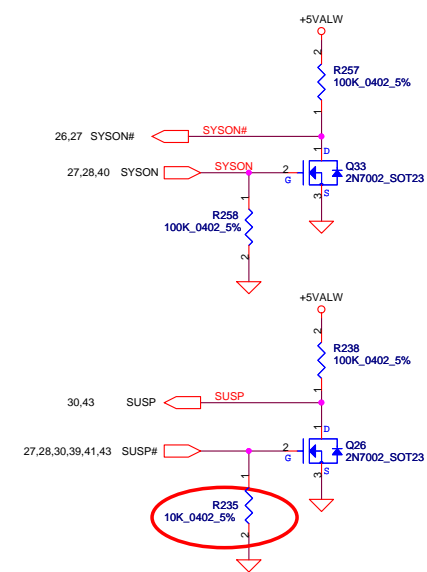 +5VALW
2
R257
100K_0402_5%
1
26,27 SYSON# SYSON#
1 D
27,28,40 SYSON SYSON 2 G
Q33
2N7002_SOT23
3 S
1
R258
100K_0402_5%
2
+5VALW
2
R238
100K_0402_5%
1
30,43 SUSP SUSP
1 D
27,28,30,39,41,43 SUSP# 2 G
Q26
2N7002_SOT23
3 S
1
R235
10K_0402_5%
2